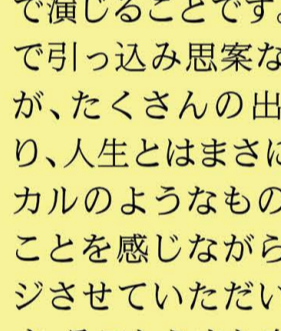 で演じることです。
で引っ込み思案な
が、たくさんの出
り、人生とはまさに
カルのようなもの
ことを感じながら
ジさせていただい